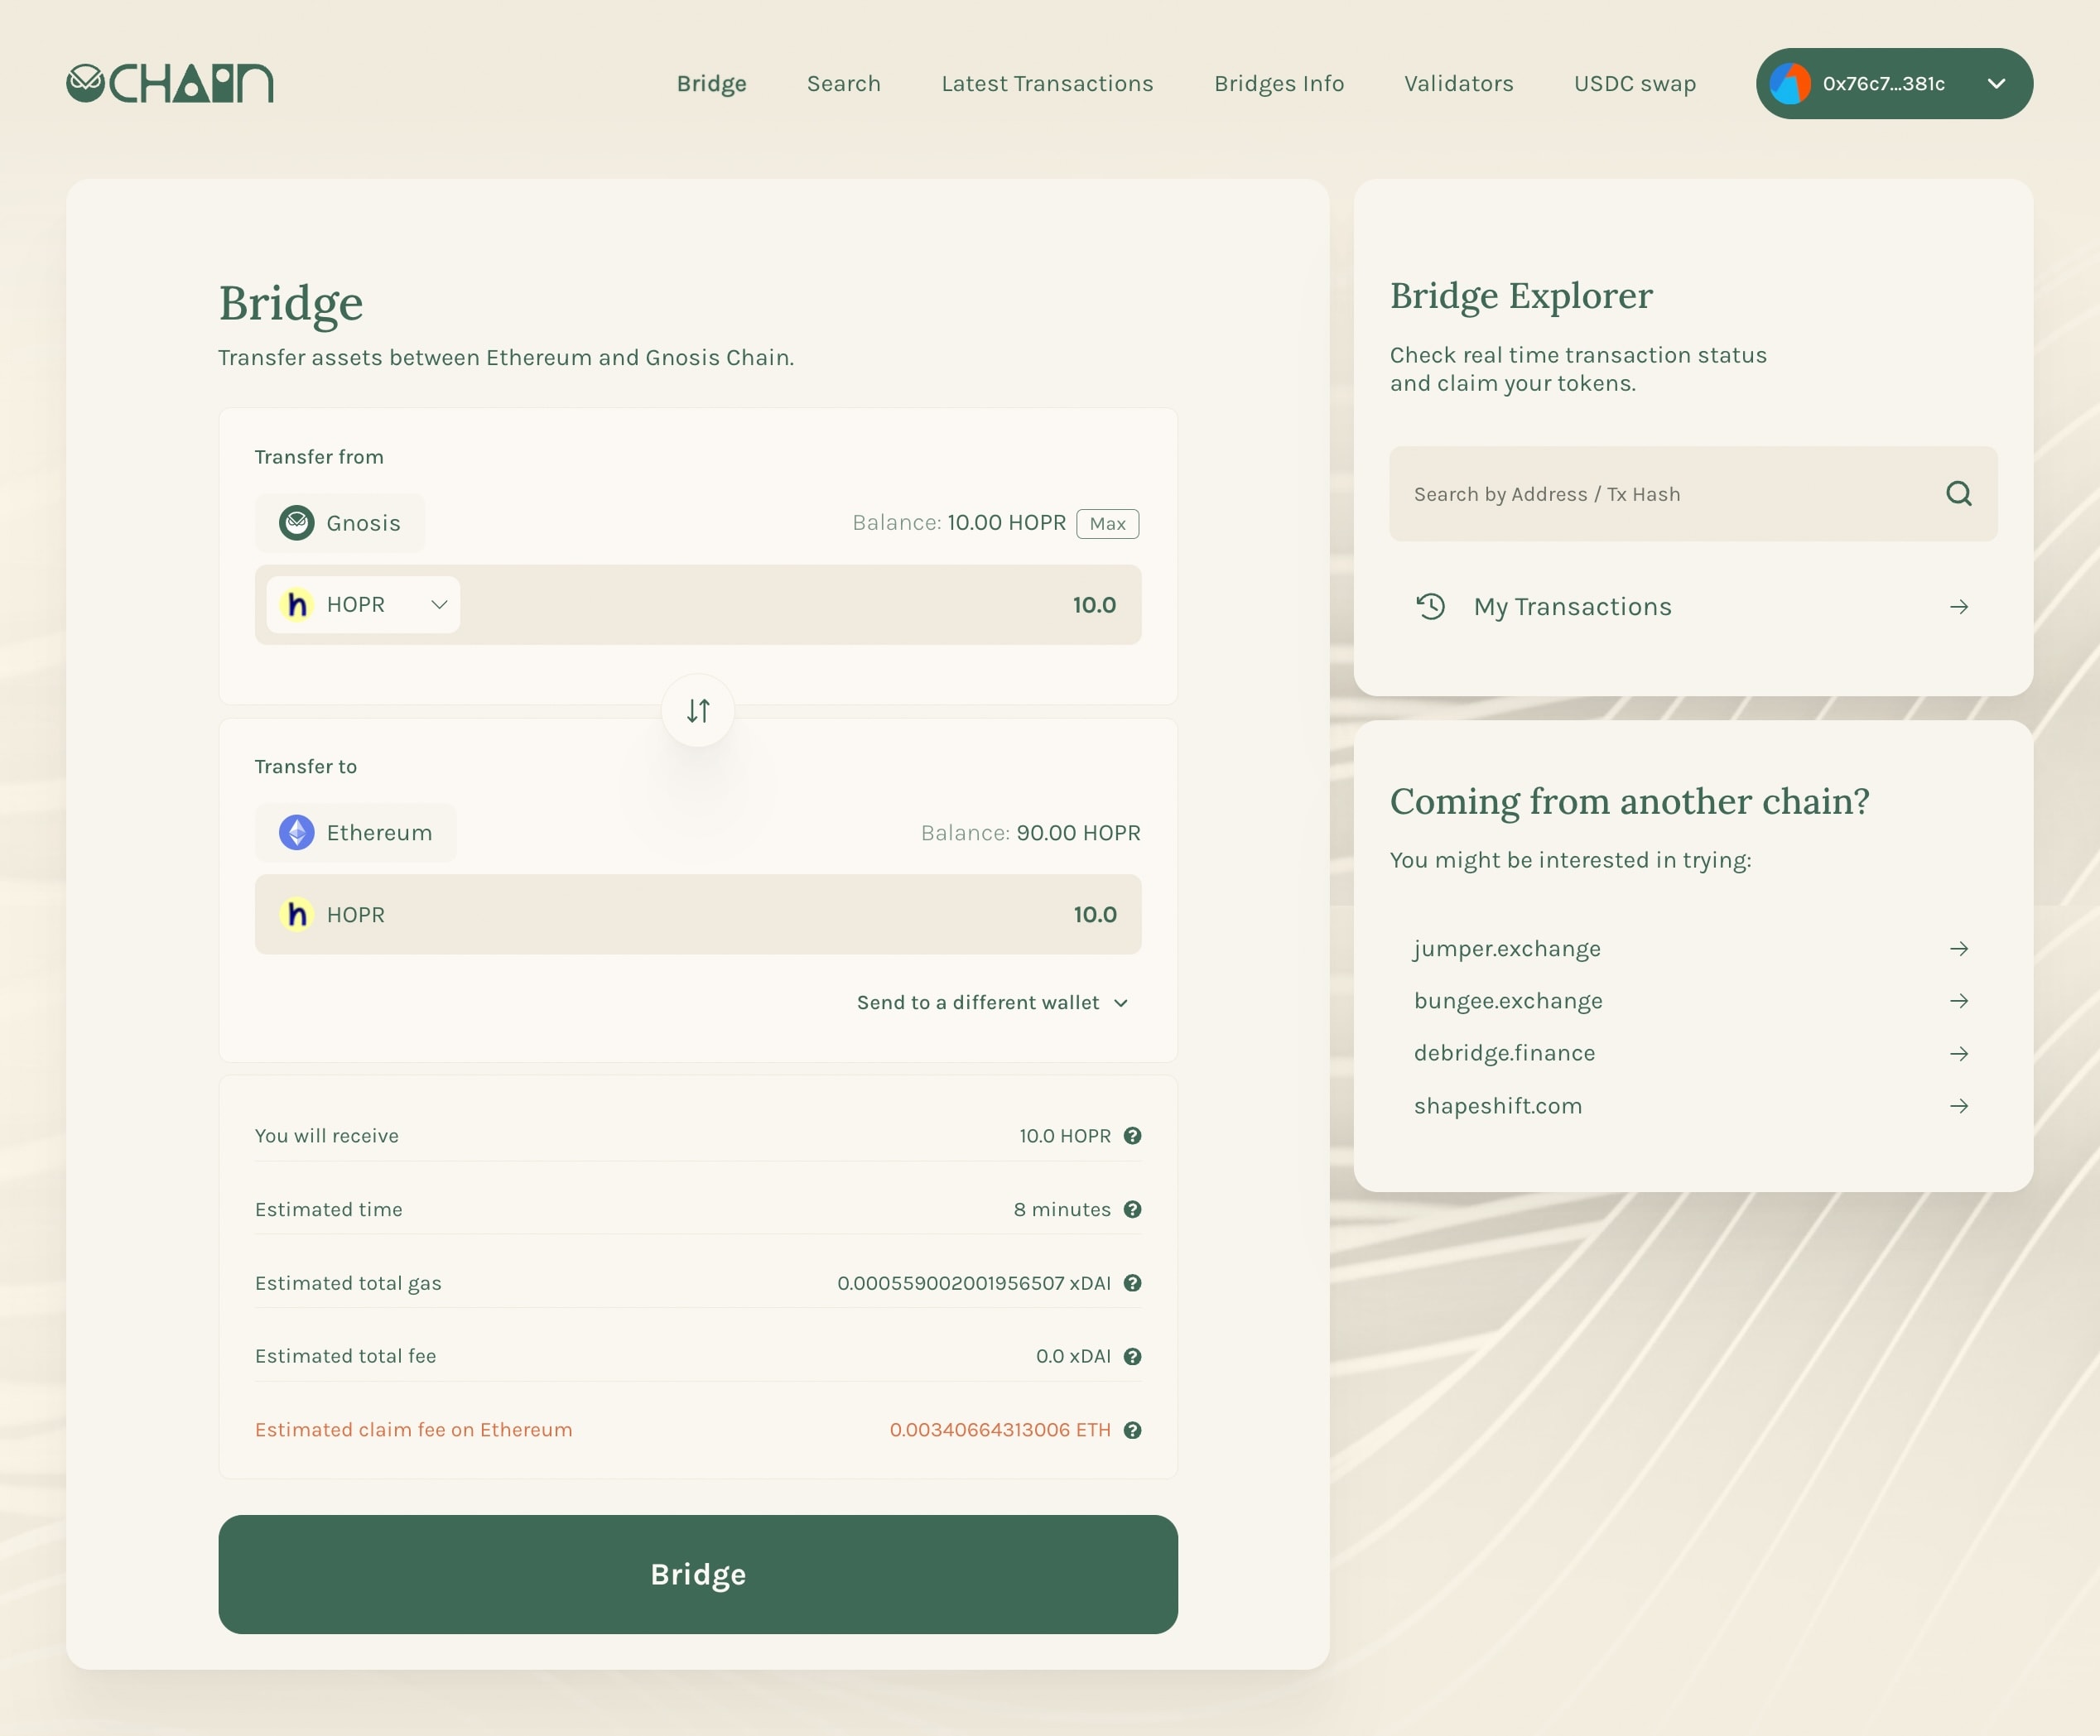 CHAIN
Bridge
Search
Latest Transactions
Bridges Info
Validators
USDC swap
0x76c7...381c
Bridge
Transfer assets between Ethereum and Gnosis Chain.
Transfer from
Gnosis
Balance: 10.00 HOPR Max
h HOPR 10.0
Transfer to
Ethereum
Balance: 90.00 HOPR
h HOPR 10.0
Send to a different wallet
You will receive 10.0 HOPR ?
Estimated time 8 minutes ?
Estimated total gas 0.000559002001956507 xDAI ?
Estimated total fee 0.0 xDAI ?
Estimated claim fee on Ethereum 0.00340664313006 ETH ?
Bridge
Bridge Explorer
Check real time transaction status
and claim your tokens.
Search by Address / Tx Hash
My Transactions
Coming from another chain?
You might be interested in trying:
jumper.exchange
bungee.exchange
debridge.finance
shapeshift.com